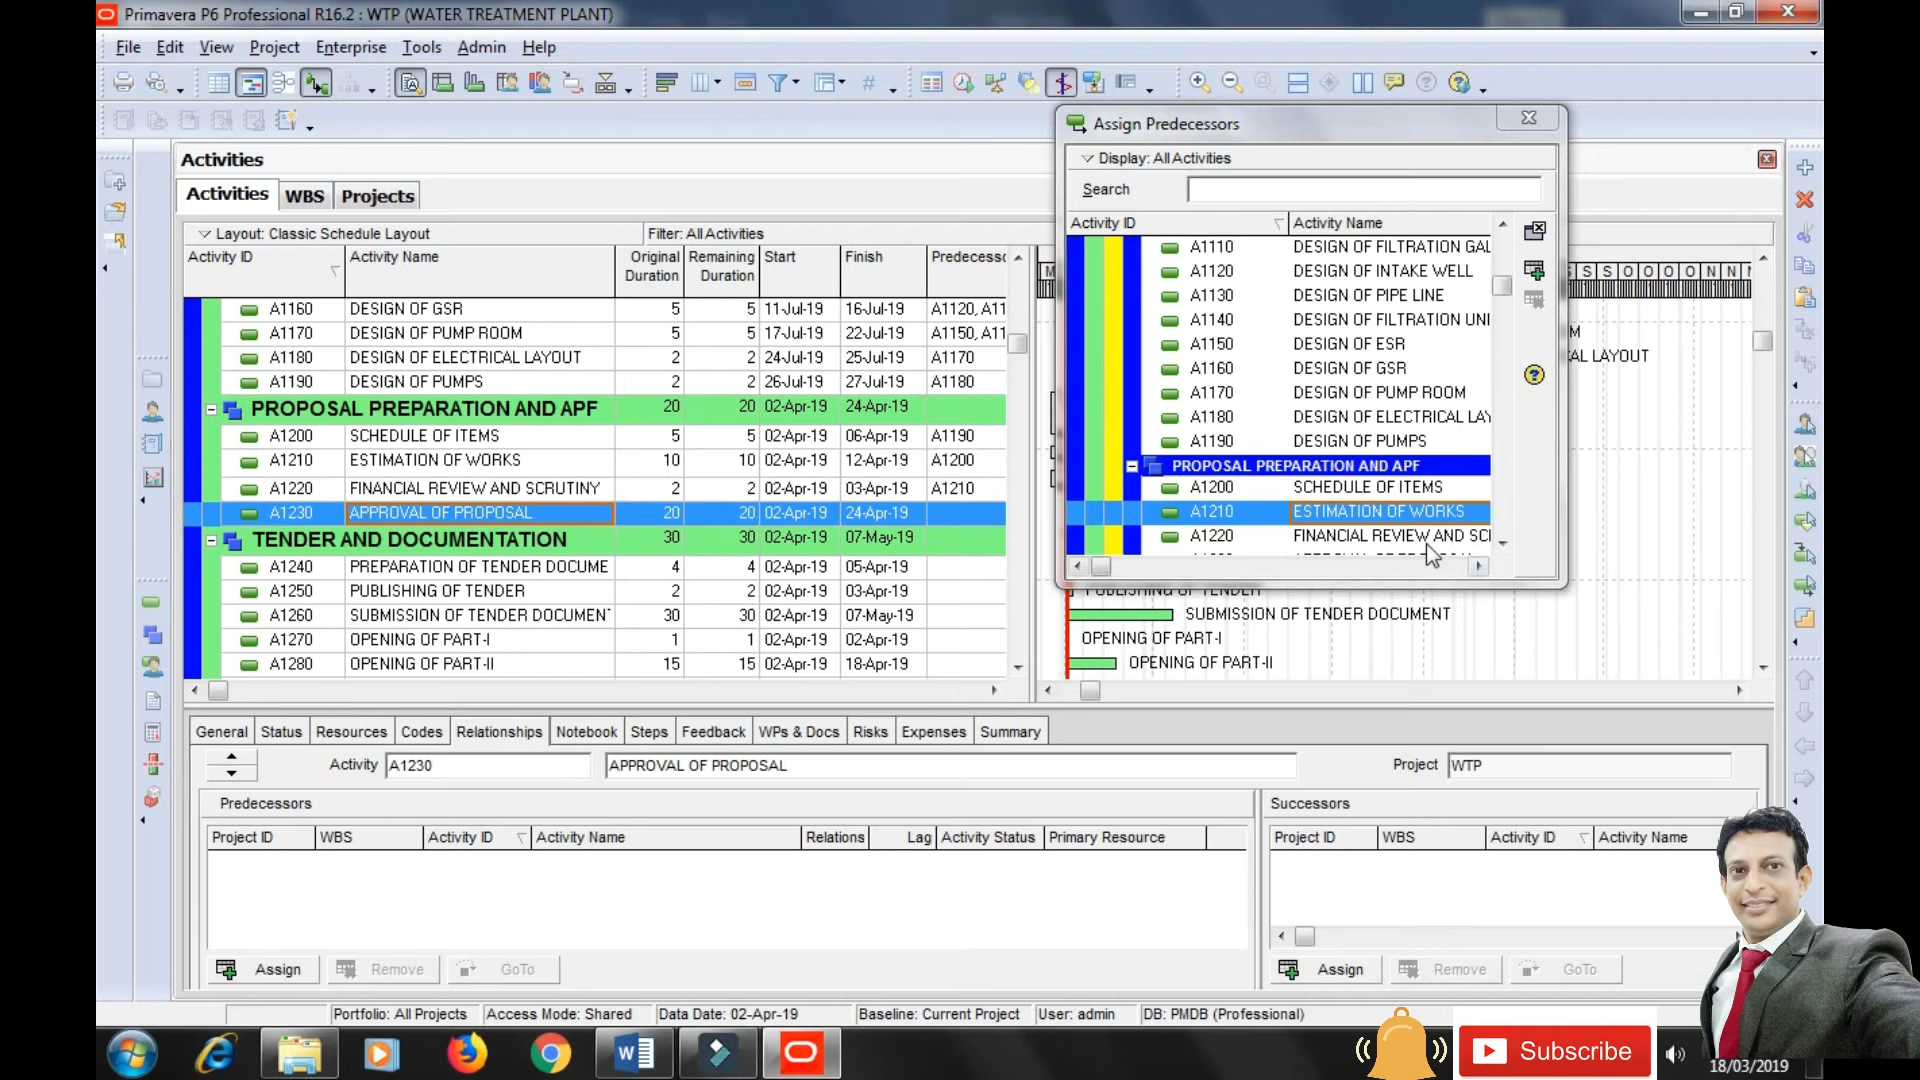 Primavera P6 Professional R16.2 : WTP (WATER TREATMENT PLANT)
File Edit View Project Enterprise Tools Admin Help
Activities
Activities WBS Projects
Layout: Classic Schedule Layout Filter: All Activities
Activity ID Activity Name Original Duration Remaining Duration Start Finish Predecesso
A1160 DESIGN OF GSR 5 5 11-Jul-19 16-Jul-19 A1120, A11
A1170 DESIGN OF PUMP ROOM 5 5 17-Jul-19 22-Jul-19 A1150, A11
A1180 DESIGN OF ELECTRICAL LAYOUT 2 2 24-Jul-19 25-Jul-19 A1170
A1190 DESIGN OF PUMPS 2 2 26-Jul-19 27-Jul-19 A1180
PROPOSAL PREPARATION AND APF 20 20 02-Apr-19 24-Apr-19
A1200 SCHEDULE OF ITEMS 5 5 02-Apr-19 06-Apr-19 A1190
A1210 ESTIMATION OF WORKS 10 10 02-Apr-19 12-Apr-19 A1200
A1220 FINANCIAL REVIEW AND SCRUTINY 2 2 02-Apr-19 03-Apr-19 A1210
A1230 APPROVAL OF PROPOSAL 20 20 02-Apr-19 24-Apr-19
TENDER AND DOCUMENTATION 30 30 02-Apr-19 07-May-19
A1240 PREPARATION OF TENDER DOCUME 4 4 02-Apr-19 05-Apr-19
A1250 PUBLISHING OF TENDER 2 2 02-Apr-19 03-Apr-19
A1260 SUBMISSION OF TENDER DOCUMENT 30 30 02-Apr-19 07-May-19
A1270 OPENING OF PART-I 1 1 02-Apr-19 02-Apr-19
A1280 OPENING OF PART-II 15 15 02-Apr-19 18-Apr-19
Assign Predecessors
Display: All Activities
Search
Activity ID Activity Name
A1110 DESIGN OF FILTRATION GAL
A1120 DESIGN OF INTAKE WELL
A1130 DESIGN OF PIPE LINE
A1140 DESIGN OF FILTRATION UNI
A1150 DESIGN OF ESR
A1160 DESIGN OF GSR
A1170 DESIGN OF PUMP ROOM
A1180 DESIGN OF ELECTRICAL LAY
A1190 DESIGN OF PUMPS
PROPOSAL PREPARATION AND APF
A1200 SCHEDULE OF ITEMS
A1210 ESTIMATION OF WORKS
A1220 FINANCIAL REVIEW AND SCI
M
S S O O O O N N N
M
AL LAYOUT
PUBLISHING OF TENDER
SUBMISSION OF TENDER DOCUMENT
OPENING OF PART-I
OPENING OF PART-II
General Status Resources Codes Relationships Notebook Steps Feedback WPs & Docs Risks Expenses Summary
Activity A1230 APPROVAL OF PROPOSAL Project WTP
Predecessors
Project ID WBS Activity ID Activity Name Relations Lag Activity Status Primary Resource
Assign Remove GoTo
Successors
Project ID WBS Activity ID Activity Name
Assign Remove GoTo
Portfolio: All Projects Access Mode: Shared Data Date: 02-Apr-19 Baseline: Current Project User: admin DB: PMDB (Professional)
Subscribe
18/03/2019